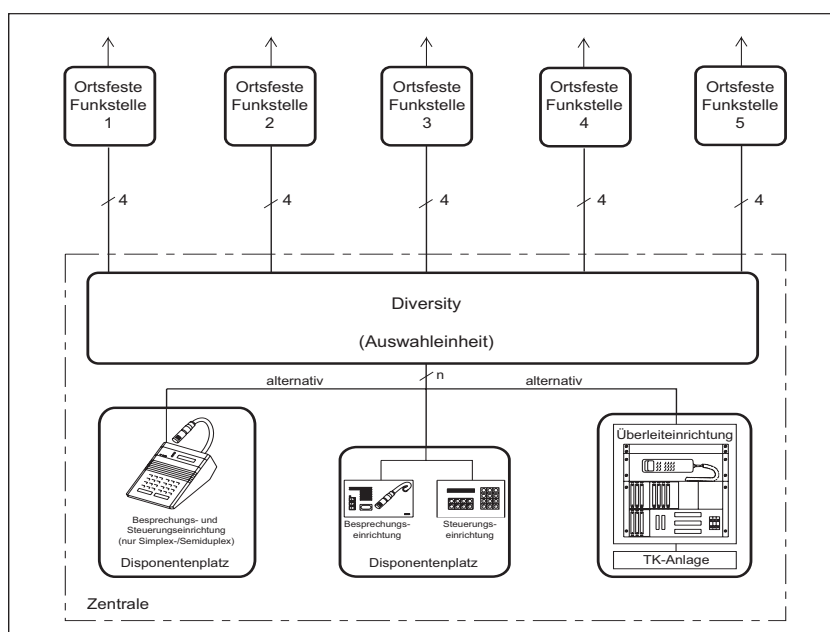 Ortsfeste
Funkstelle
1
Ortsfeste
Funkstelle
2
Ortsfeste
Funkstelle
3
Ortsfeste
Funkstelle
4
Ortsfeste
Funkstelle
5
4
4
4
4
4
Diversity
(Auswahleinheit)
n
alternativ
alternativ
Besprechungs- und
Steuerungseinrichtung
(nur Simplex-/Semiduplex)
Disponentenplatz
Besprechungs-
einrichtung
Steuerungs-
einrichtung
Disponentenplatz
Überleiteinrichtung
TK-Anlage
Zentrale